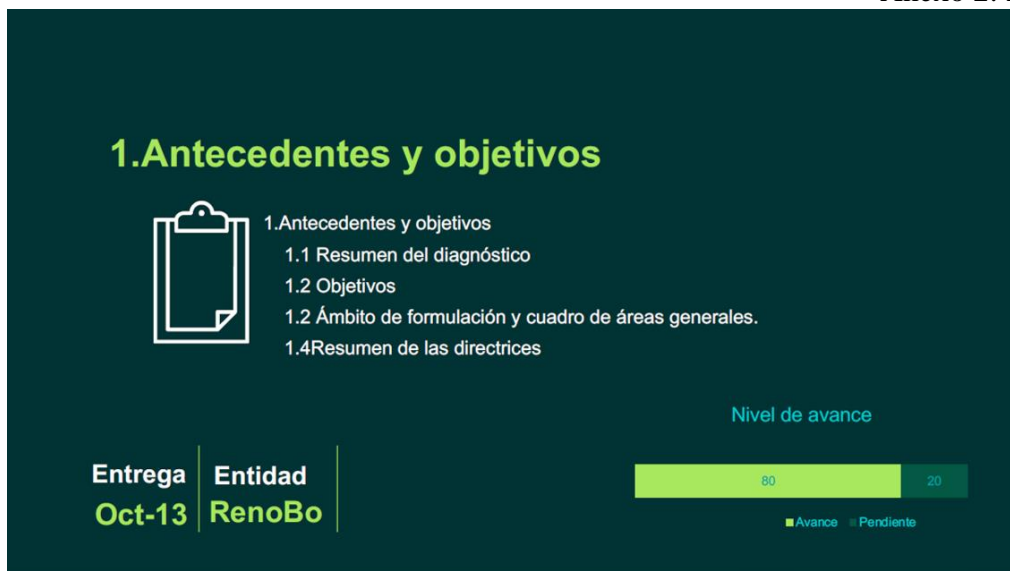 1.Antecedentes y objetivos
1.Antecedentes y objetivos
1.1 Resumen del diagnóstico
1.2 Objetivos
1.2 Ámbito de formulación y cuadro de áreas generales.
1.4Resumen de las directrices
Nivel de avance
80 20
Avance Pendiente
Entrega Entidad
Oct-13 RenoBo